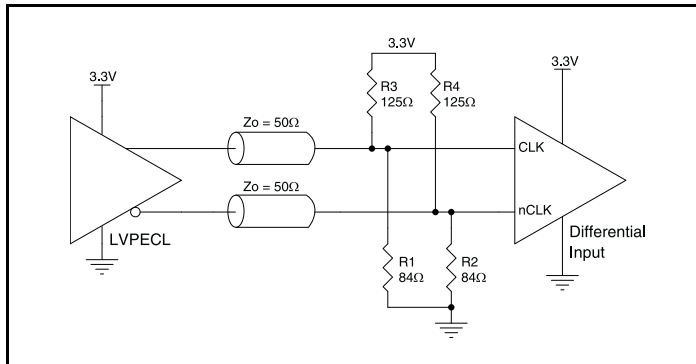 3.3V
3.3V
3.3V
R3
125Ω
R4
125Ω
Zo = 50Ω
CLK
Zo = 50Ω
nCLK
LVPECL
Differential
Input
R1
84Ω
R2
84Ω